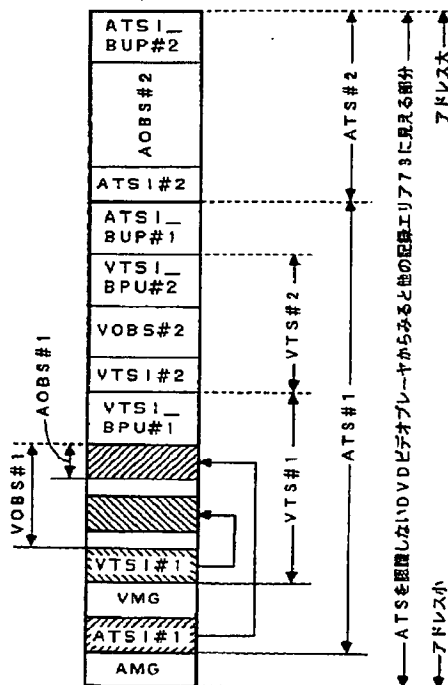 ATSI_
BUP#2
AOBS#2
ATSI#2
ATSI_
BUP#1
VTSI_
BPU#2
VOBS#2
VTSI#2
VTSI_
BPU#1
VTSI#1
VMG
ATSI#1
AMG
AOBS#1
VOBS#1
VTS#2
VTS#1
ATS#2
ATS#1
ATSを認識しないDVDビデオプレーヤからみると他の記録エリア73に見える部分
アドレス大
アドレス小